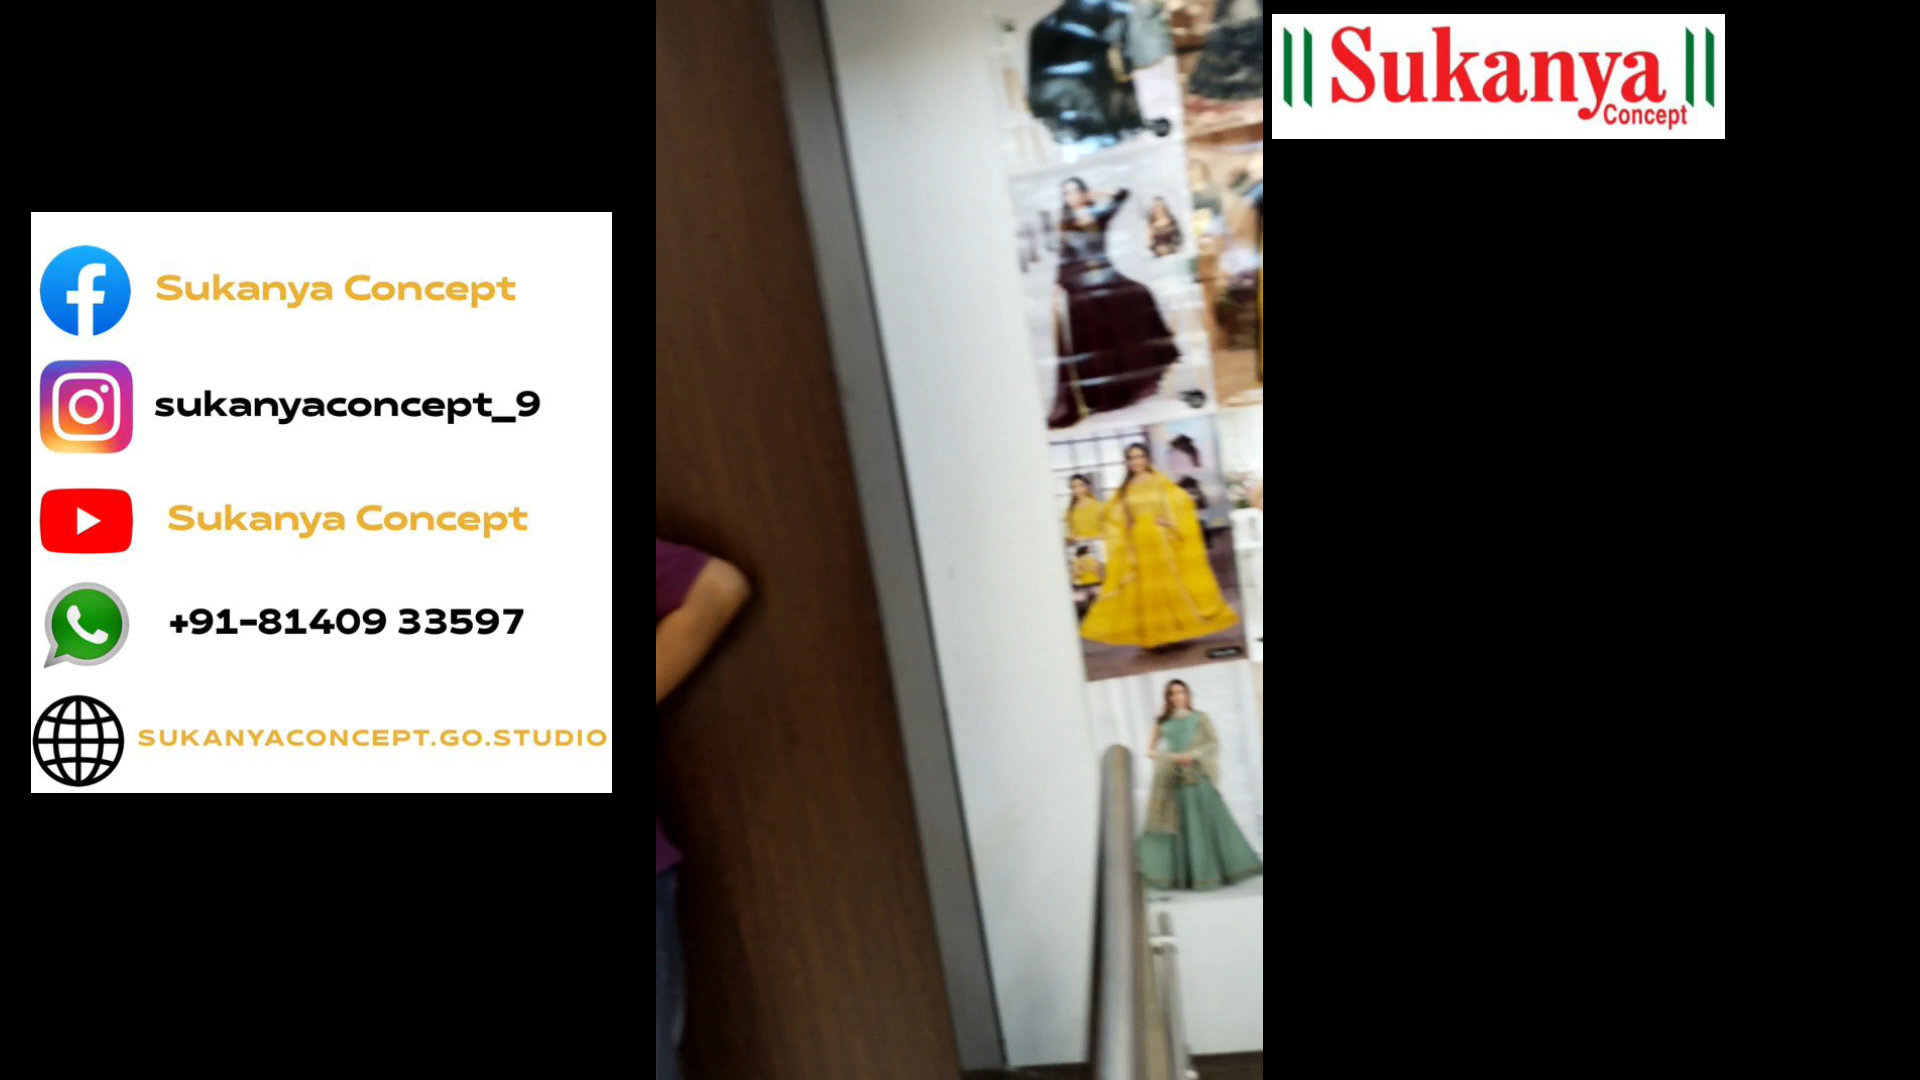 Sukanya Concept
sukanyaconcept_9
Sukanya Concept
+91-81409 33597
SUKANYACONCEPT.GO.STUDIO
|| Sukanya ||
Concept